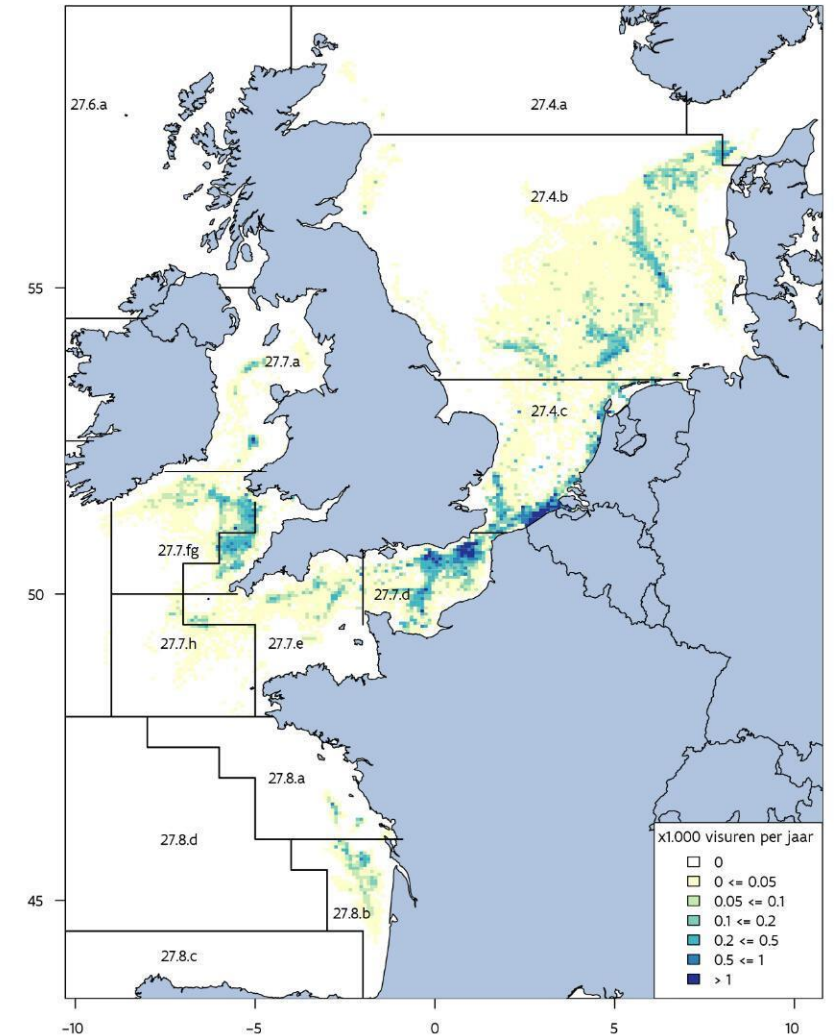 27.6.a
27.4.a
27.4.b
55
27.7.a
27.4.c
27.7.fg
50
27.7.d
27.7.h
27.7.e
27.8.a
27.8.d
x1.000 visuren per jaar
0
0 <= 0.05
0.05 <= 0.1
0.1 <= 0.2
0.2 <= 0.5
0.5 <= 1
> 1
45
27.8.b
27.8.c
-10
-5
0
5
10